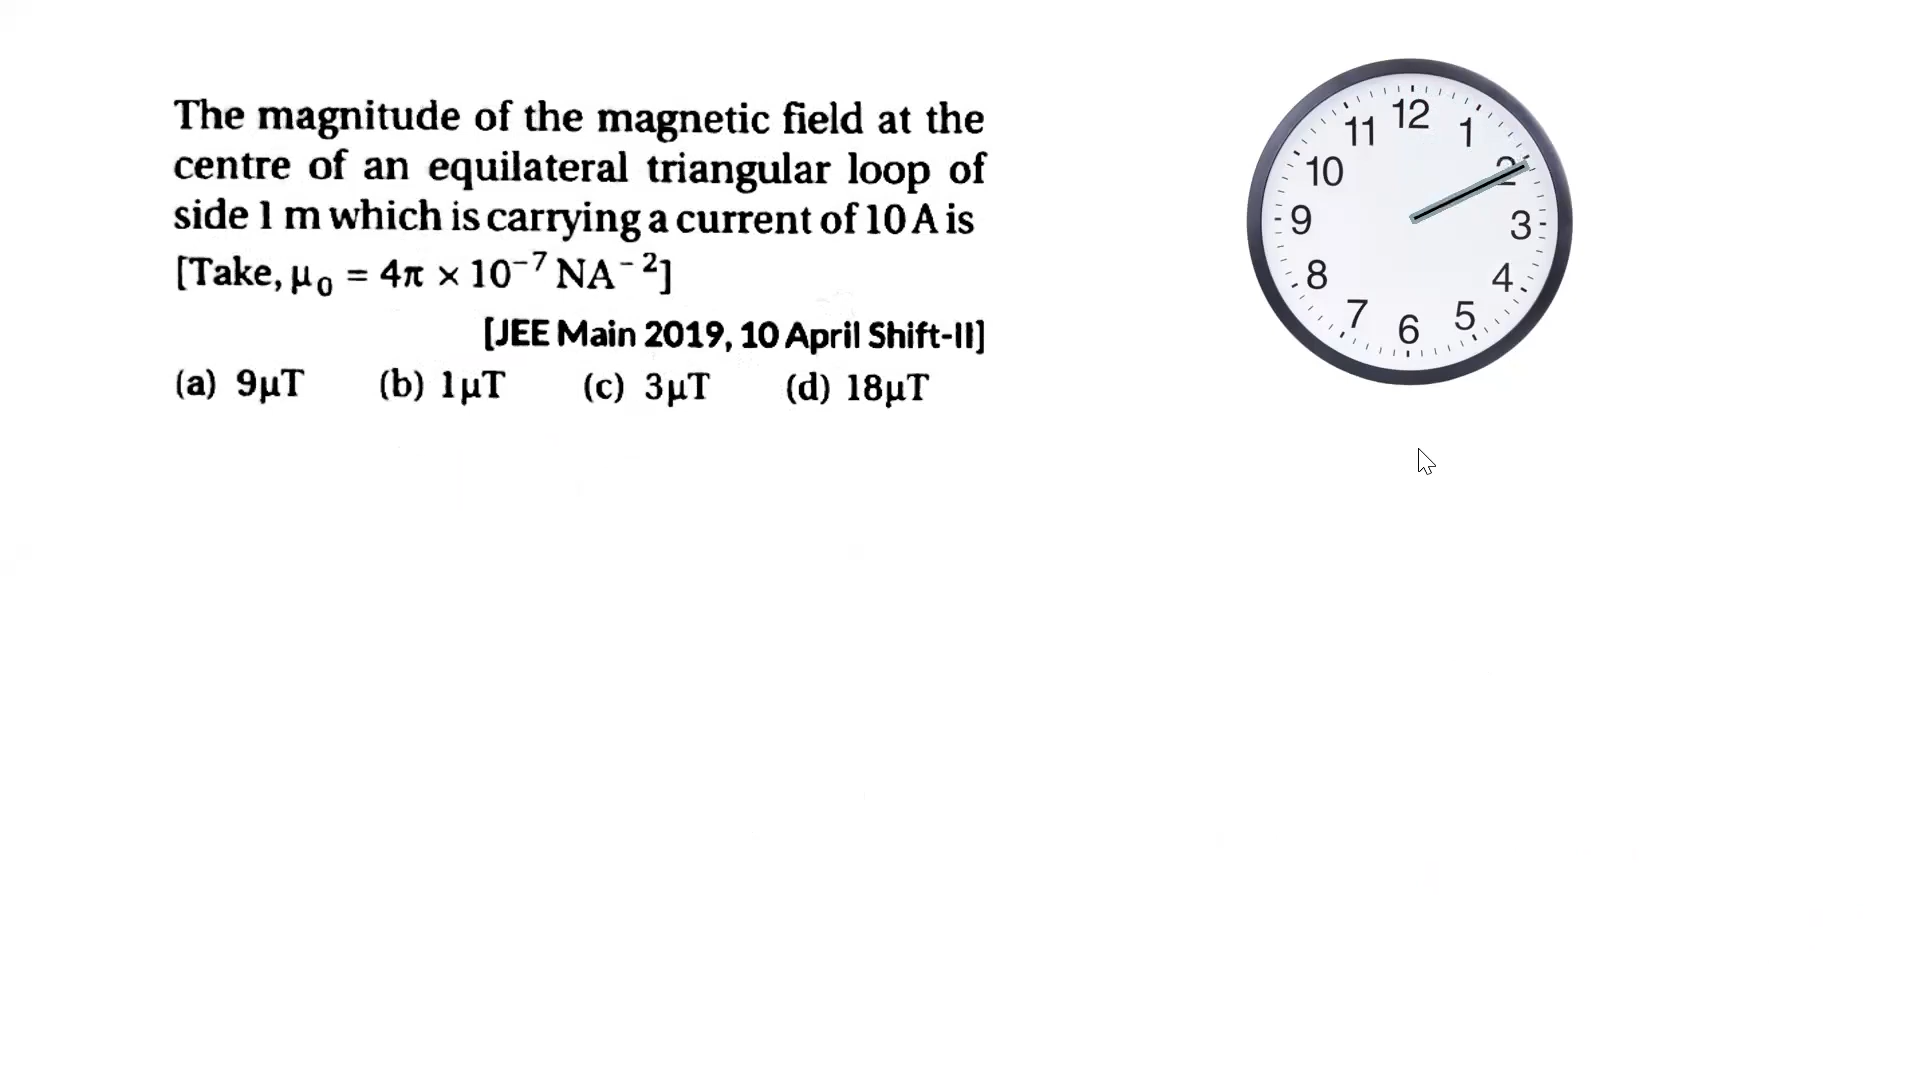 The magnitude of the magnetic field at the
centre of an equilateral triangular loop of
side 1 m which is carrying a current of 10 A is
[Take, μ₀ = 4π × 10⁻⁷ NA⁻²]
[JEE Main 2019, 10 April Shift-II]
(a) 9μT (b) 1μT (c) 3μT (d) 18μT
12
11 1
10 2
9 3
8 4
7 5
6